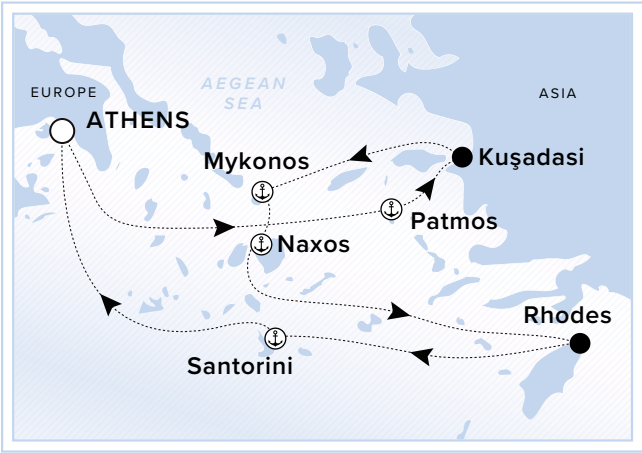 AEGEAN
SEA
EUROPE
ASIA
ATHENS
Mykonos
Kuşadasi
Patmos
Naxos
Rhodes
Santorini